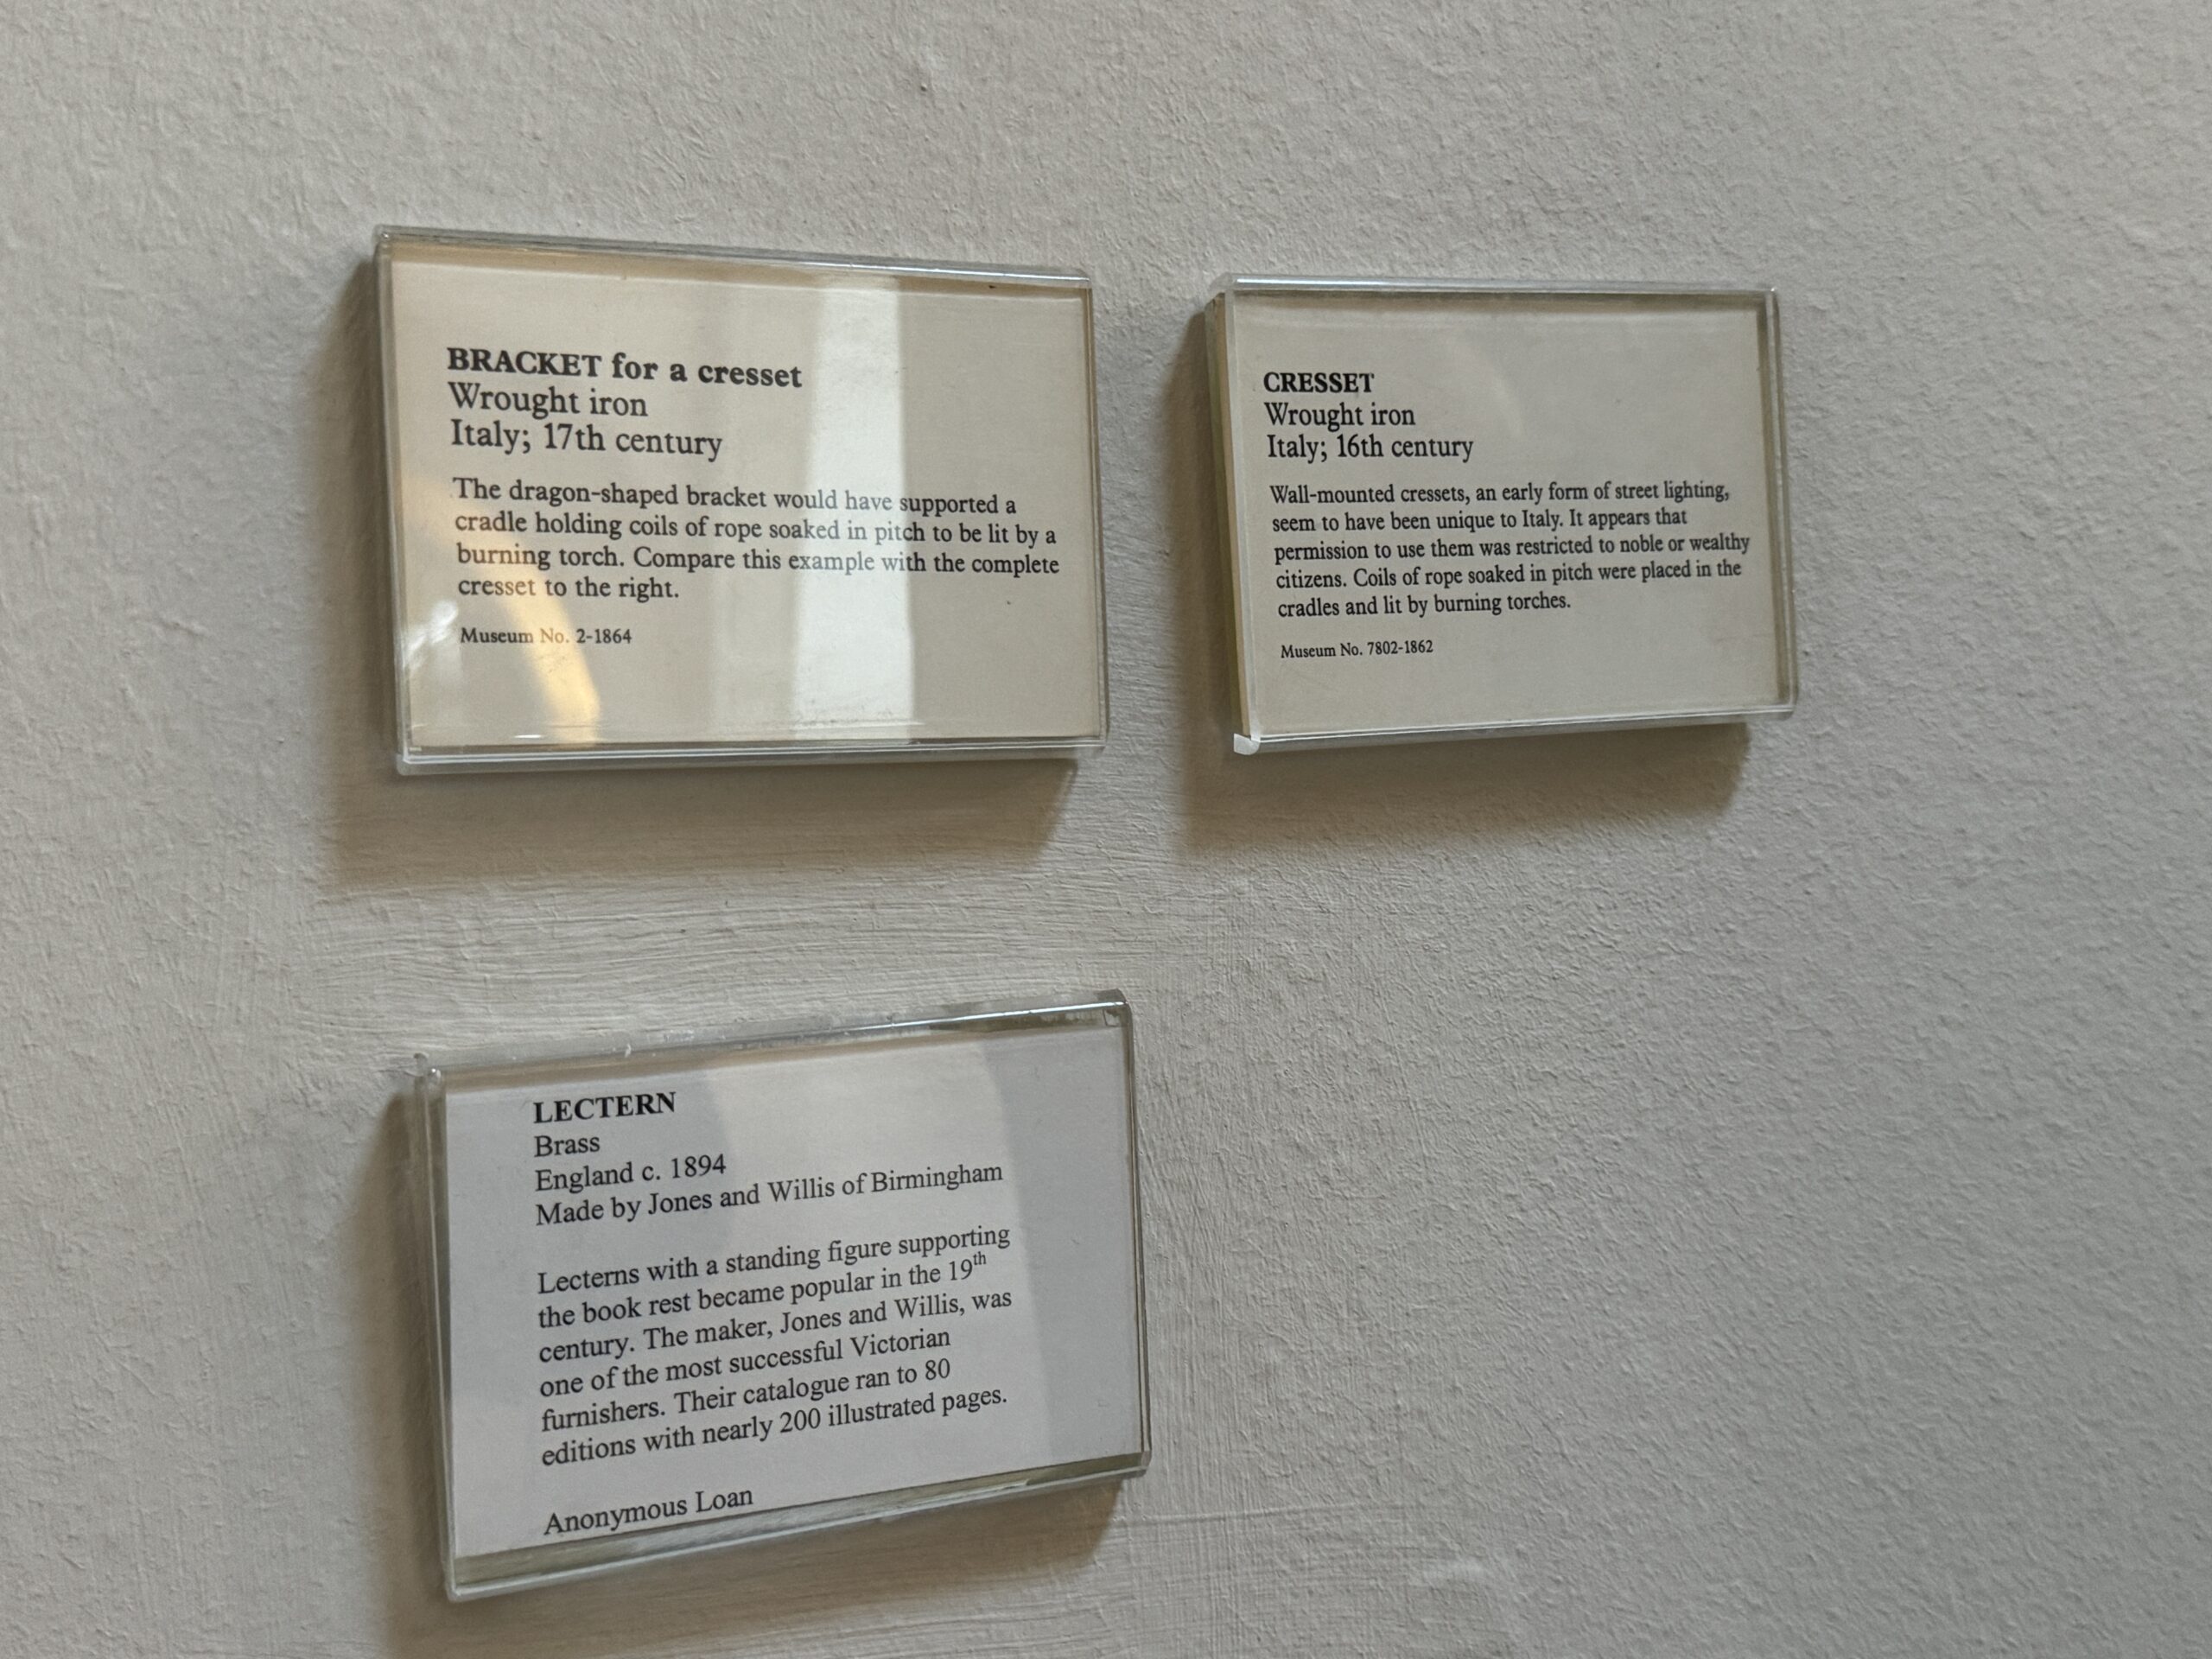 BRACKET for a cresset
Wrought iron
Italy; 17th century
The dragon-shaped bracket would have supported a
cradle holding coils of rope soaked in pitch to be lit by a
burning torch. Compare this example with the complete
cresset to the right.
Museum No. 2-1864
CRESSET
Wrought iron
Italy; 16th century
Wall-mounted cressets, an early form of street lighting,
seem to have been unique to Italy. It appears that
permission to use them was restricted to noble or wealthy
citizens. Coils of rope soaked in pitch were placed in the
cradles and lit by burning torches.
Museum No. 7802-1862
LECTERN
Brass
England c. 1894
Made by Jones and Willis of Birmingham
Lecterns with a standing figure supporting
the book rest became popular in the 19th
century. The maker, Jones and Willis, was
one of the most successful Victorian
furnishers. Their catalogue ran to 80
editions with nearly 200 illustrated pages.
Anonymous Loan